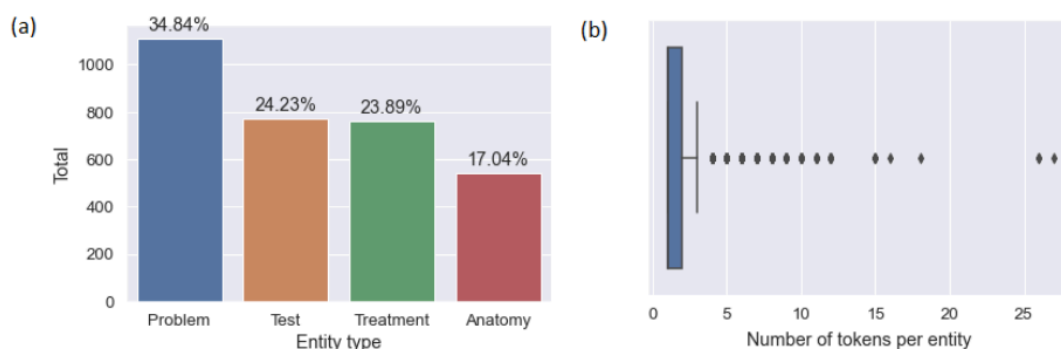 (a)
34.84%
24.23%
23.89%
17.04%
Total
1000
800
600
400
200
0
Problem Test Treatment Anatomy
Entity type
(b)
0 5 10 15 20 25
Number of tokens per entity